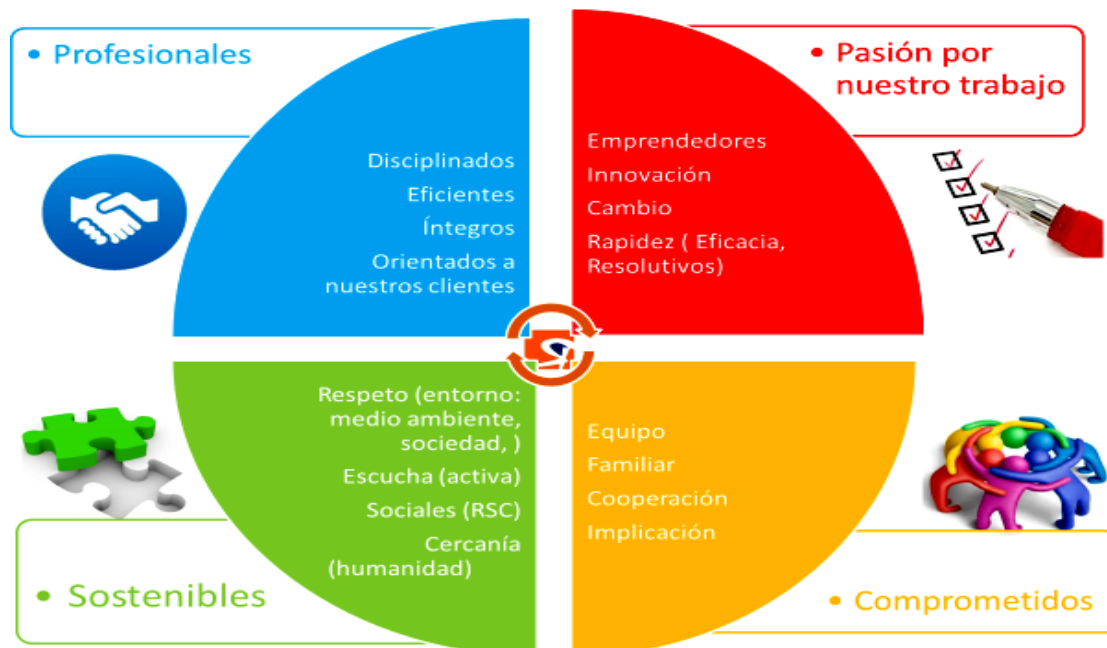 • Profesionales
Disciplinados
Eficientes
Íntegros
Orientados a
nuestros clientes
• Pasión por
nuestro trabajo
Emprendedores
Innovación
Cambio
Rapidez ( Eficacia,
Resolutivos)
Respeto (entorno:
medio ambiente,
sociedad, )
Escucha (activa)
Sociales (RSC)
Cercanía
(humanidad)
• Sostenibles
Equipo
Familiar
Cooperación
Implicación
• Comprometidos